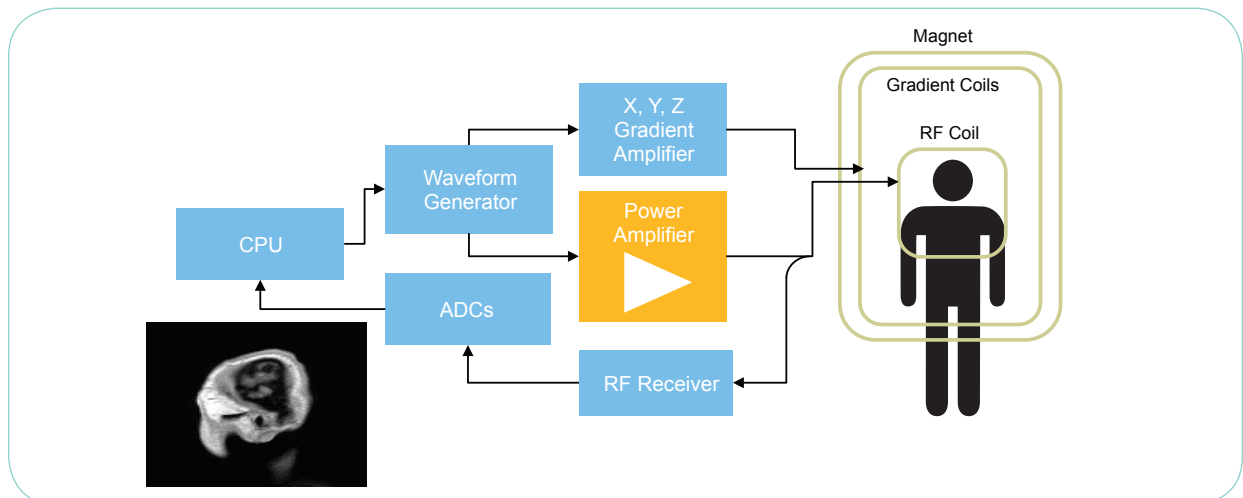 Magnet
Gradient Coils
RF Coil
X, Y, Z
Gradient
Amplifier
Waveform
Generator
Power
Amplifier
CPU
ADCs
RF Receiver